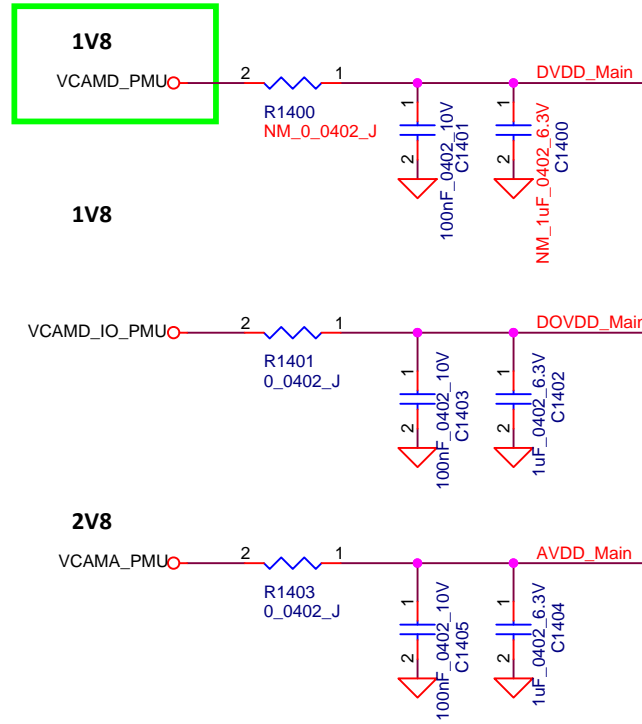 1V8
VCAMD_PMU
2
1
DVDD_Main
R1400
NM_0_0402_J
1
2
100nF_0402_10V
C1401
1
2
NM_1uF_0402_6.3V
C1400
1V8
VCAMD_IO_PMU
2
1
DOVDD_Main
R1401
0_0402_J
1
2
100nF_0402_10V
C1403
1
2
1uF_0402_6.3V
C1402
2V8
VCAMA_PMU
2
1
AVDD_Main
R1403
0_0402_J
1
2
100nF_0402_10V
C1405
1
2
1uF_0402_6.3V
C1404